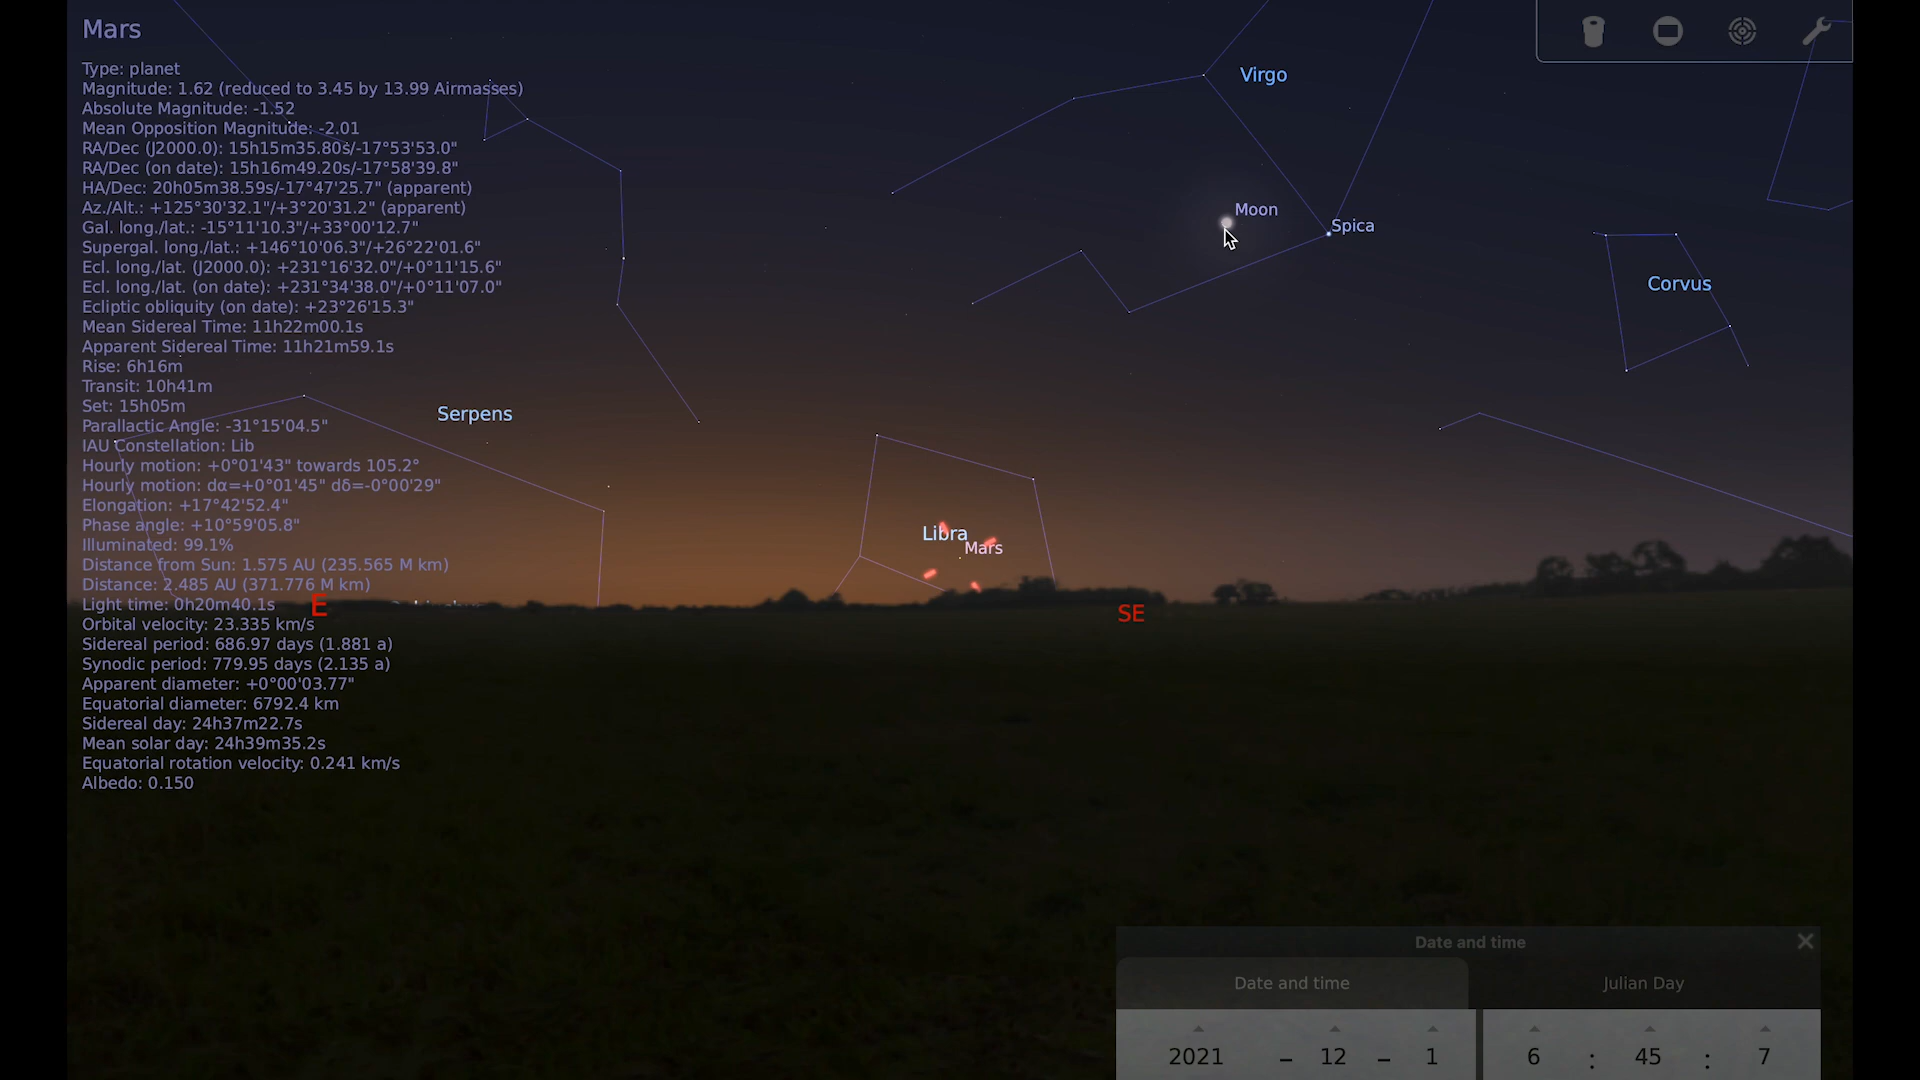 Mars
Type: planet
Magnitude: 1.62 (reduced to 3.45 by 13.99 Airmasses)
Absolute Magnitude: -1.52
Mean Opposition Magnitude: -2.01
RA/Dec (J2000.0): 15h15m35.80s/-17°53'53.0"
RA/Dec (on date): 15h16m49.20s/-17°58'39.8"
HA/Dec: 20h05m38.59s/-17°47'25.7" (apparent)
Az./Alt.: +125°30'32.1"/+3°20'31.2" (apparent)
Gal. long./lat.: -15°11'10.3"/+33°00'12.7"
Supergal. long./lat.: +146°10'06.3"/+26°22'01.6"
Ecl. long./lat. (J2000.0): +231°16'32.0"/+0°11'15.6"
Ecl. long./lat. (on date): +231°34'38.0"/+0°11'07.0"
Ecliptic obliquity (on date): +23°26'15.3"
Mean Sidereal Time: 11h22m00.1s
Apparent Sidereal Time: 11h21m59.1s
Rise: 6h16m
Transit: 10h41m
Set: 15h05m
Parallactic Angle: -31°15'04.5"
IAU Constellation: Lib
Hourly motion: +0°01'43" towards 105.2°
Hourly motion: dα=+0°01'45" dδ=-0°00'29"
Elongation: +17°42'52.4"
Phase angle: +10°59'05.8"
Illuminated: 99.1%
Distance from Sun: 1.575 AU (235.565 M km)
Distance: 2.485 AU (371.776 M km)
Light time: 0h20m40.1s
Orbital velocity: 23.335 km/s
Sidereal period: 686.97 days (1.881 a)
Synodic period: 779.95 days (2.135 a)
Apparent diameter: +0°00'03.77"
Equatorial diameter: 6792.4 km
Sidereal day: 24h37m22.7s
Mean solar day: 24h39m35.2s
Equatorial rotation velocity: 0.241 km/s
Albedo: 0.150
Virgo
Moon
Spica
Corvus
Serpens
Libra
Mars
E
SE
Date and time
Date and time
Julian Day
2021 - 12 - 1
6 : 45 : 7